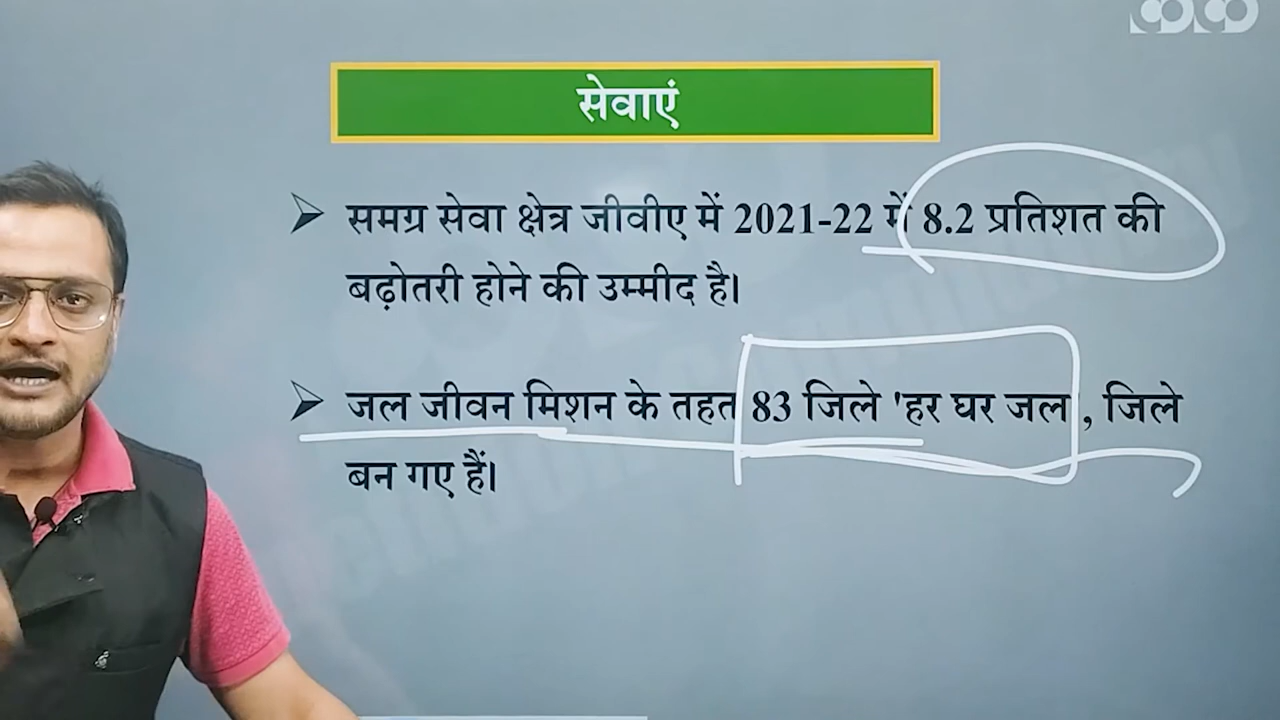 सेवाएं
समग्र सेवा क्षेत्र जीवीए में 2021-22 में 8.2 प्रतिशत की
बढ़ोतरी होने की उम्मीद है।
जल जीवन मिशन के तहत 83 जिले 'हर घर जल , जिले
बन गए हैं।